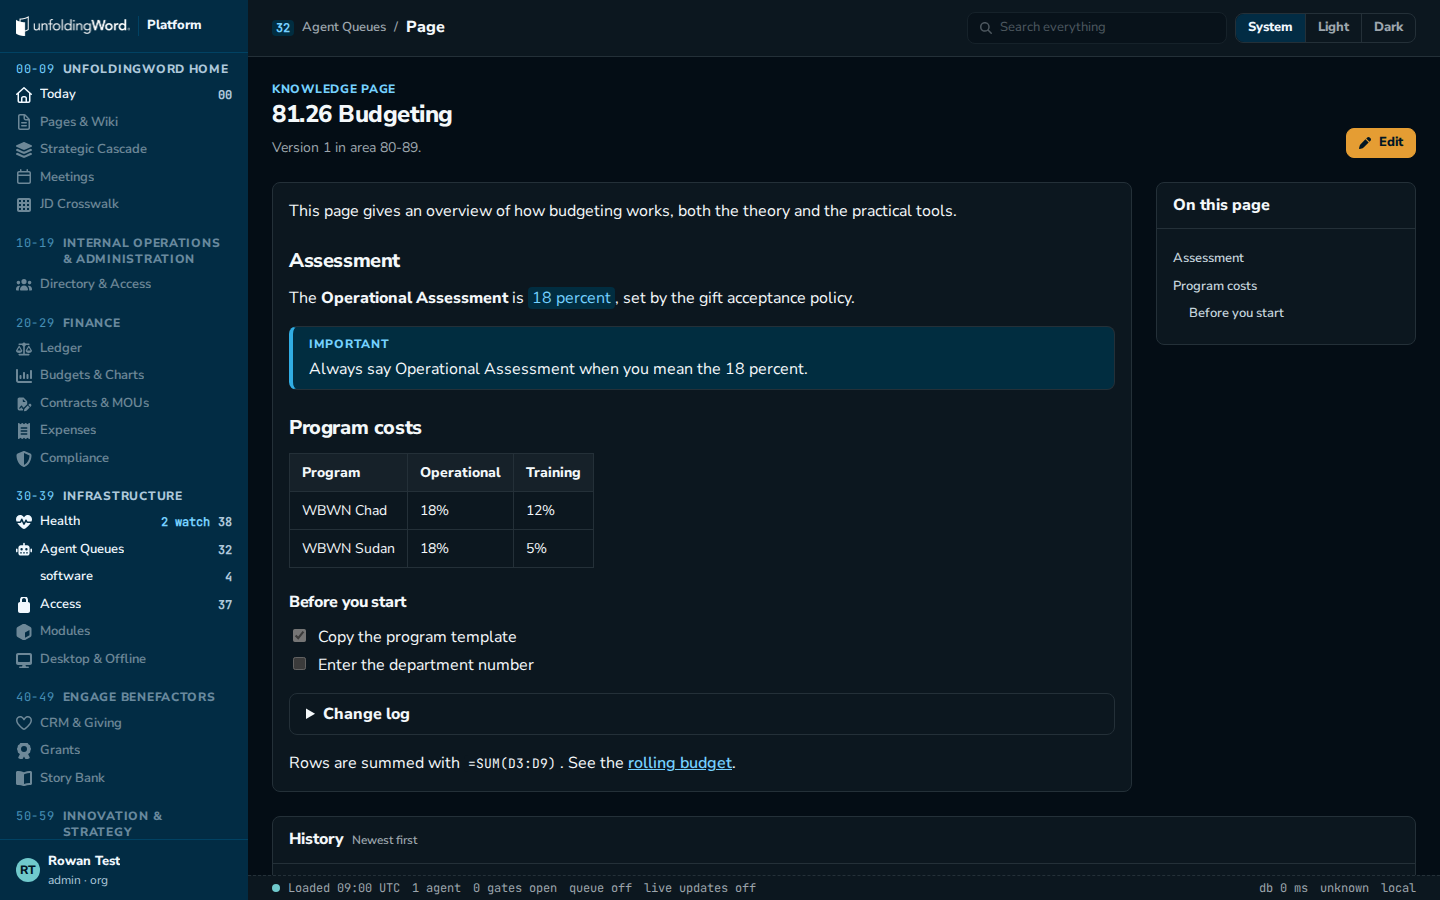 unfoldingWord. Platform
00-09 UNFOLDINGWORD HOME
Today 00
Pages & Wiki
Strategic Cascade
Meetings
JD Crosswalk
10-19 INTERNAL OPERATIONS
& ADMINISTRATION
Directory & Access
20-29 FINANCE
Ledger
Budgets & Charts
Contracts & MOUs
Expenses
Compliance
30-39 INFRASTRUCTURE
Health 2 watch 38
Agent Queues 32
software 4
Access 37
Modules
Desktop & Offline
40-49 ENGAGE BENEFACTORS
CRM & Giving
Grants
Story Bank
50-59 INNOVATION &
STRATEGY
RT Rowan Test
admin · org
32 Agent Queues / Page
Search everything
System Light Dark
KNOWLEDGE PAGE
81.26 Budgeting
Version 1 in area 80-89.
Edit
This page gives an overview of how budgeting works, both the theory and the practical tools.
Assessment
The Operational Assessment is 18 percent, set by the gift acceptance policy.
IMPORTANT
Always say Operational Assessment when you mean the 18 percent.
Program costs
Program Operational Training
WBWN Chad 18% 12%
WBWN Sudan 18% 5%
Before you start
Copy the program template
Enter the department number
Change log
Rows are summed with =SUM(D3:D9). See the rolling budget.
On this page
Assessment
Program costs
Before you start
History Newest first
Loaded 09:00 UTC 1 agent 0 gates open queue off live updates off
db 0 ms unknown local